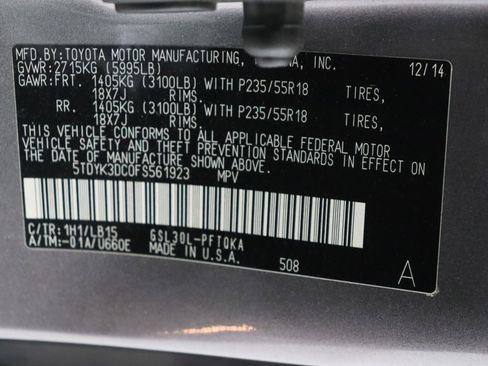 MFD.BY: TOYOTA MOTOR MANUFACTURING, NA, INC. 12/14
GVWR: 2715KG (5995LB)
GAWR: FRT. 1405KG (3100LB) WITH P235/55R18 TIRES,
18X7J RIMS.
RR. 1405KG (3100LB) WITH P235/55R18 TIRES,
18X7J RIMS.
THIS VEHICLE CONFORMS TO ALL APPLICABLE FEDERAL MOTOR
VEHICLE SAFETY AND THEFT PREVENTION STANDARDS IN EFFECT
ON THE DATE OF MANUFACTURE SHOWN ABOVE.
5TDYK3DC0FS561923 MPV
C/TR: 1H1/LB15 GSL30L-PFTQKA
A/TM: -01A/U660E MADE IN U.S.A.
508 A